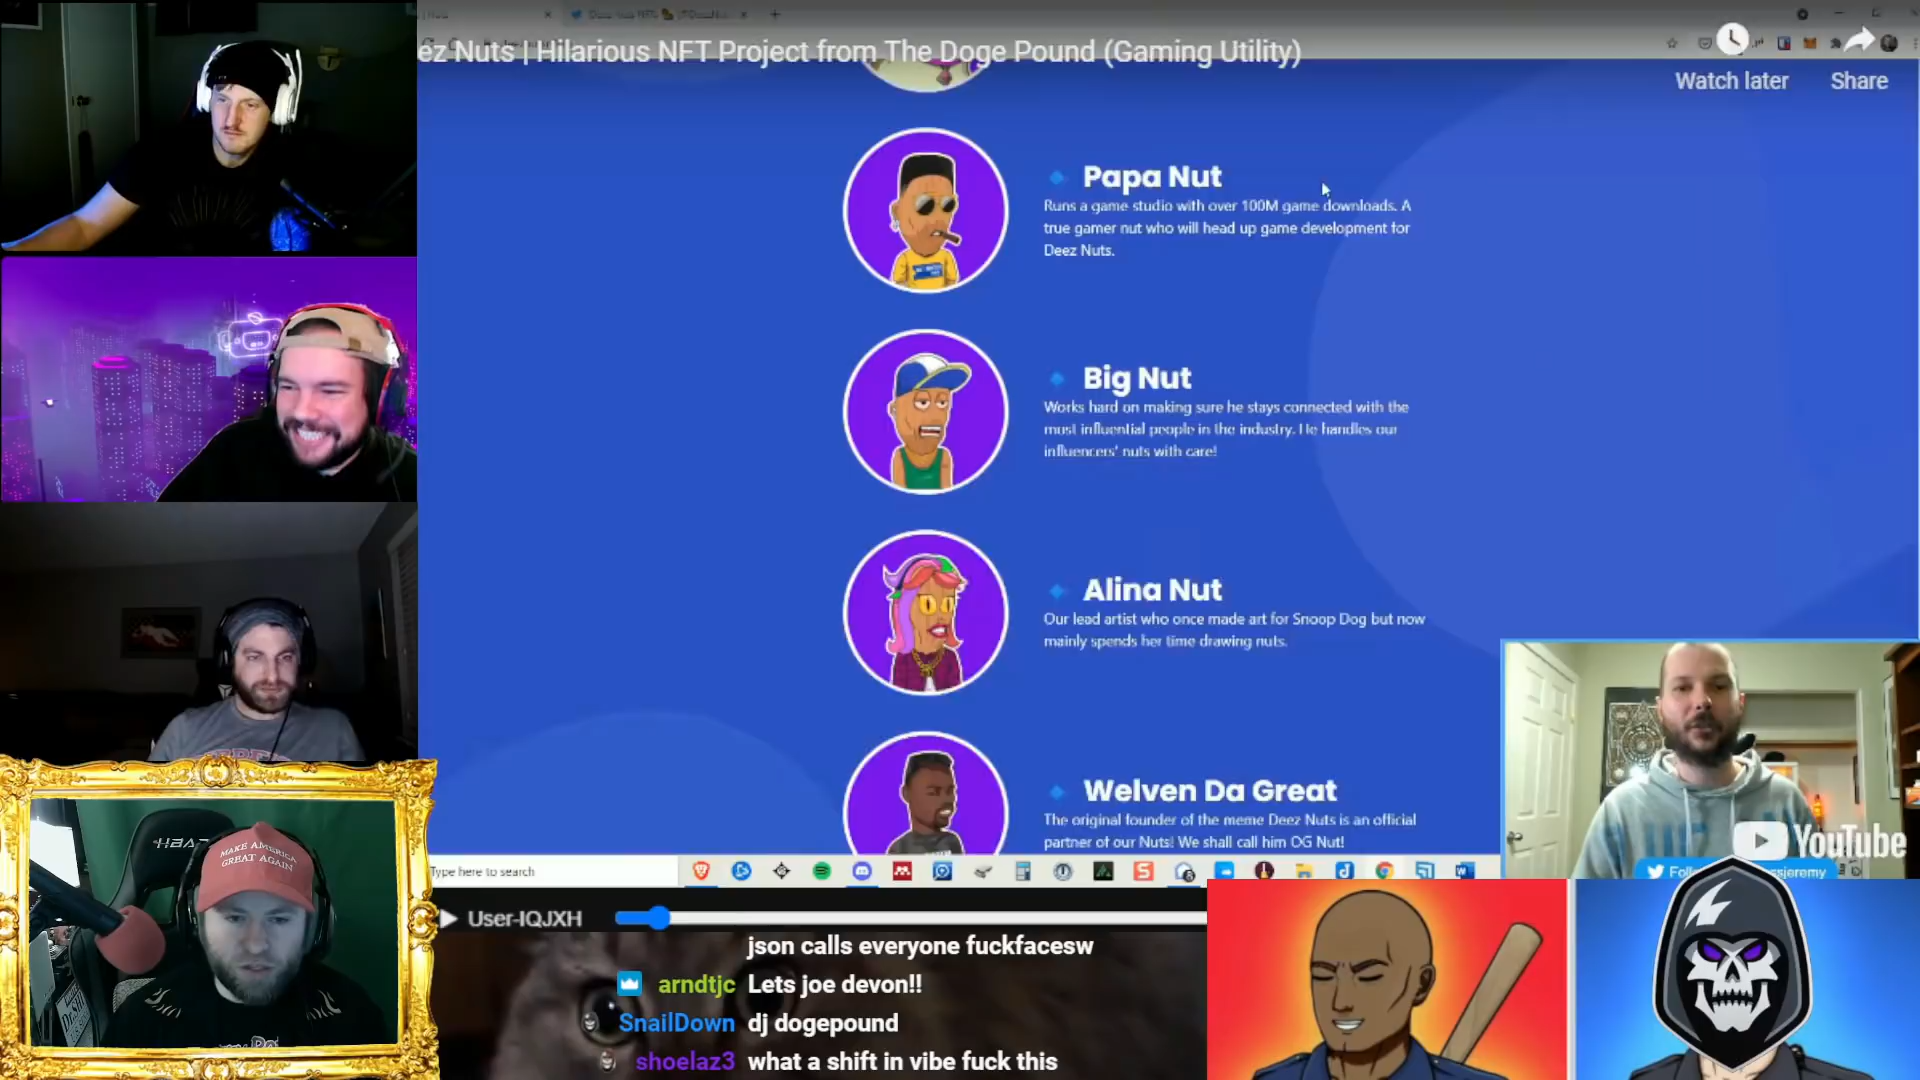 ez Nuts | Hilarious NFT Project from The Doge Pound (Gaming Utility)
Watch later
Share
Papa Nut
Runs a game studio with over 100M game downloads. A
true gamer nut who will head up game development for
Deez Nuts.
Big Nut
Works hard on making sure he stays connected with the
most influential people in the industry. He handles our
influencers' nuts with care!
Alina Nut
Our lead artist who once made art for Snoop Dog but now
mainly spends her time drawing nuts.
Welven Da Great
The original founder of the meme Deez Nuts is an official
partner of our Nuts! We shall call him OG Nut!
YouTube
Type here to search
User-IQJXH
json calls everyone fuckfacesw
arndtjc Lets joe devon!!
SnailDown dj dogepound
shoelaz3 what a shift in vibe fuck this
MAKE AMERICA
GREAT AGAIN